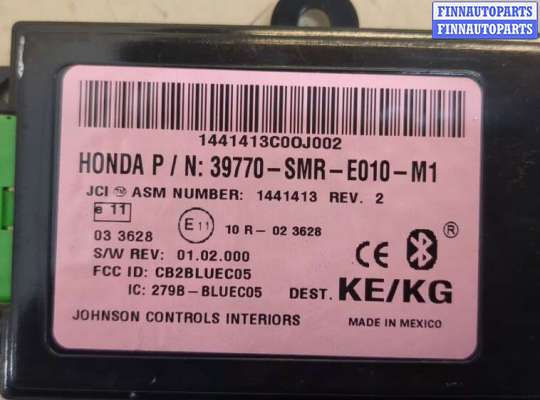 FINNAUTOPARTS
FINNAUTOPARTS
1441413C00J002
HONDA P / N: 39770-SMR-E010-M1
JCI ASM NUMBER: 1441413 REV. 2
e 11
E11 10 R- 02 3628
03 3628
S/W REV: 01.02.000
FCC ID: CB2BLUEC05
IC: 279B-BLUEC05
CE ®
DEST. KE/KG
JOHNSON CONTROLS INTERIORS
MADE IN MEXICO